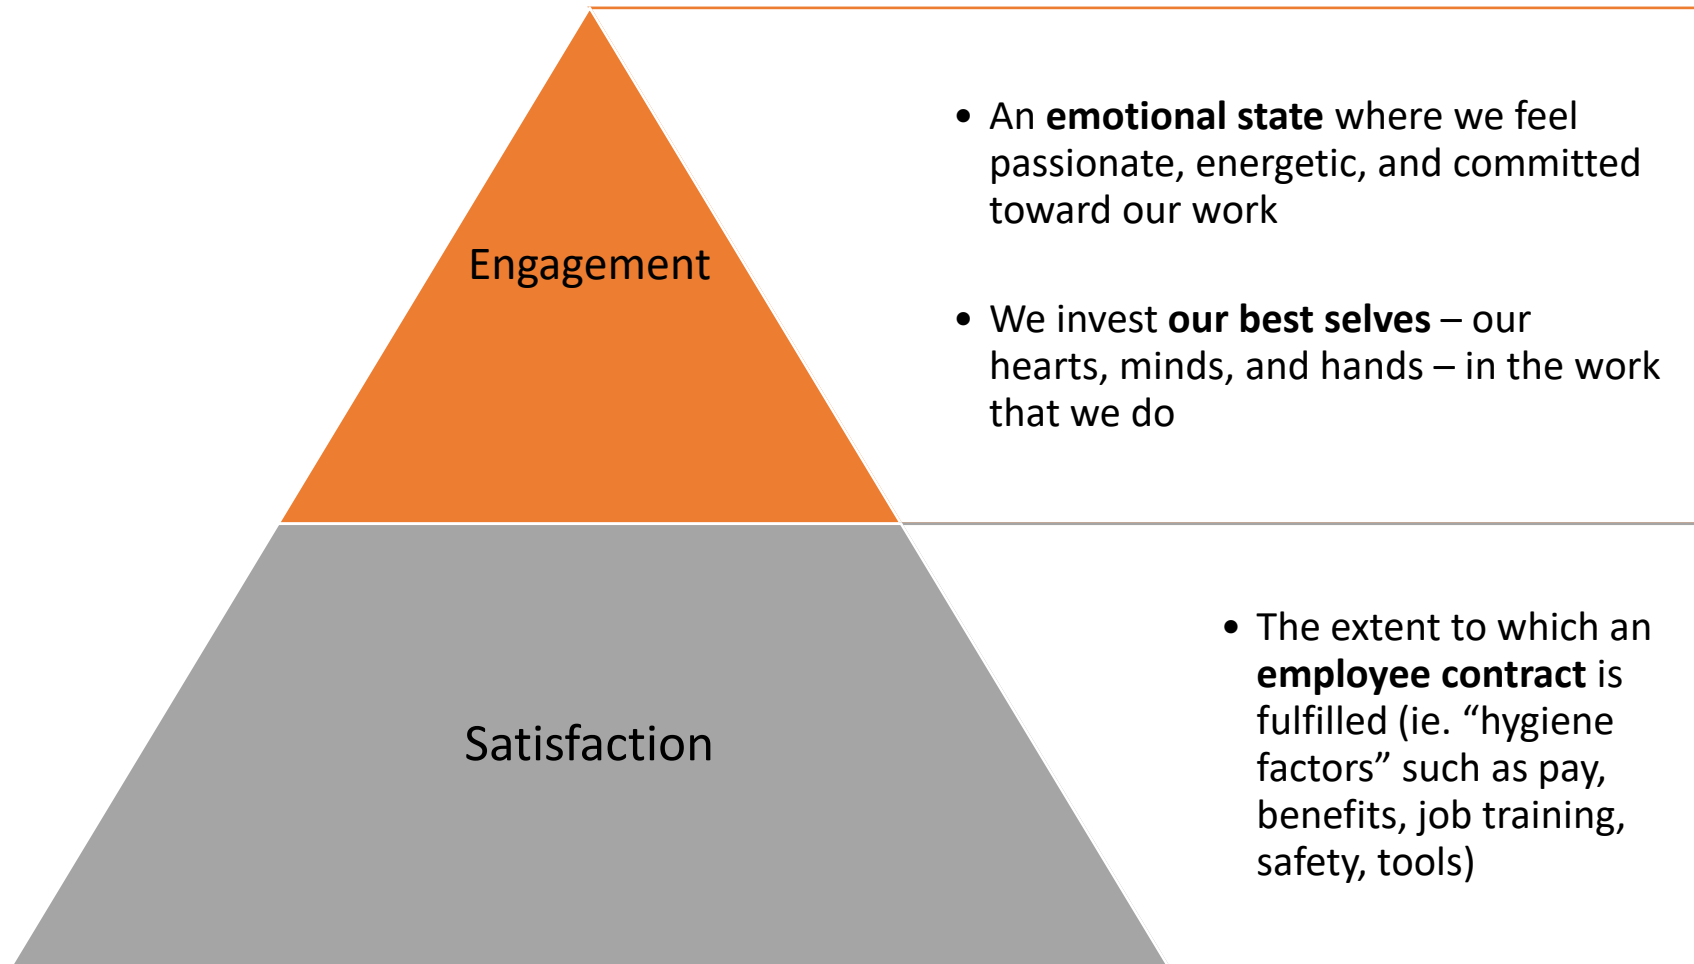 Engagement
• An emotional state where we feel
passionate, energetic, and committed
toward our work
• We invest our best selves – our
hearts, minds, and hands – in the work
that we do
Satisfaction
• The extent to which an
employee contract is
fulfilled (ie. “hygiene
factors” such as pay,
benefits, job training,
safety, tools)